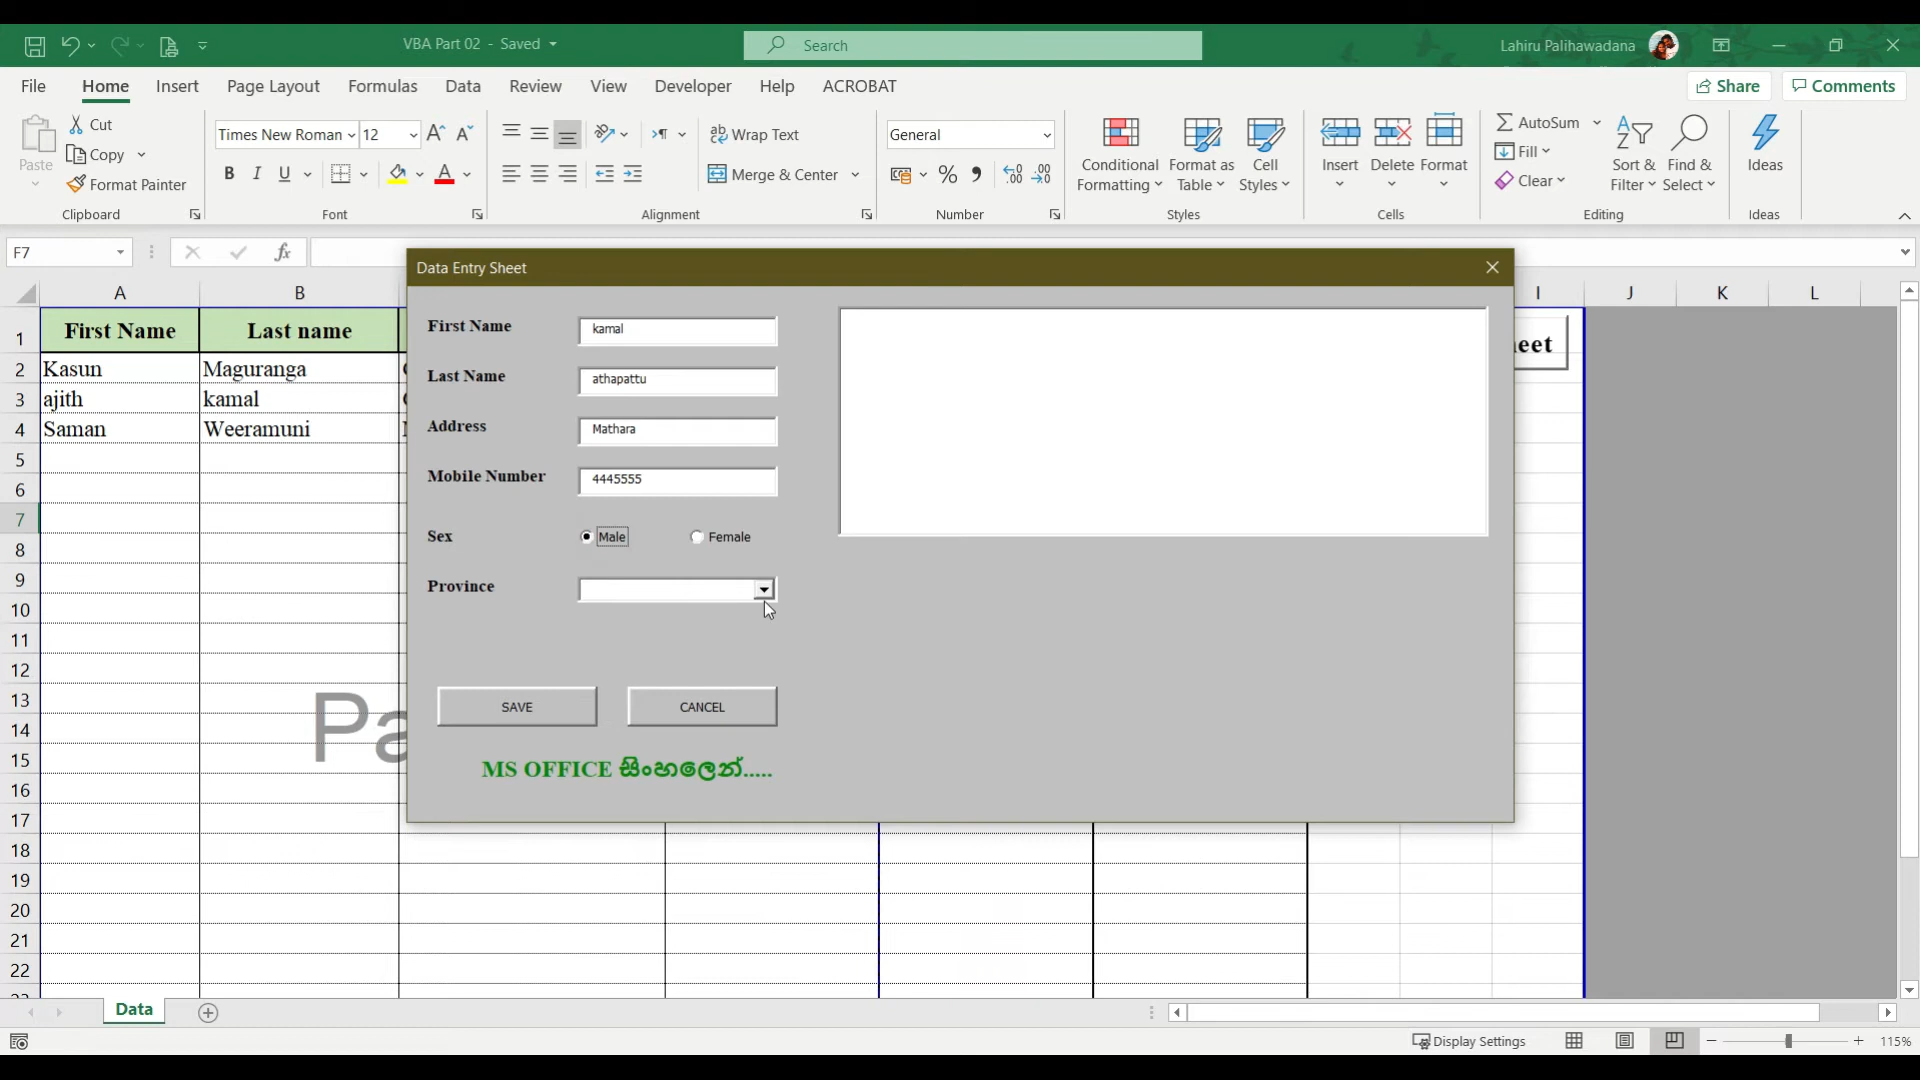 VBA Part 02 - Saved
Search
Lahiru Palihawadana
File Home Insert Page Layout Formulas Data Review View Developer Help ACROBAT
Share Comments
Paste
Cut
Copy
Format Painter
Clipboard
Times New Roman 12
B I U
Font
Wrap Text
Merge & Center
Alignment
General
Number
Conditional Formatting
Format as Table
Cell Styles
Styles
Insert Delete Format
Cells
AutoSum
Fill
Clear
Sort & Filter
Find & Select
Editing
Ideas
Ideas
F7
fx
A B I J K L
1 First Name Last name
eet
2 Kasun Maguranga
3 ajith kamal
4 Saman Weeramuni
5
6
7
8
9
10
11
12
13
14
15
16
17
18
19
20
21
22
Pa
Data Entry Sheet
First Name kamal
Last Name athapattu
Address Mathara
Mobile Number 4445555
Sex Male Female
Province
SAVE CANCEL
MS OFFICE සිංහලෙන්.....
Data
Display Settings
115%